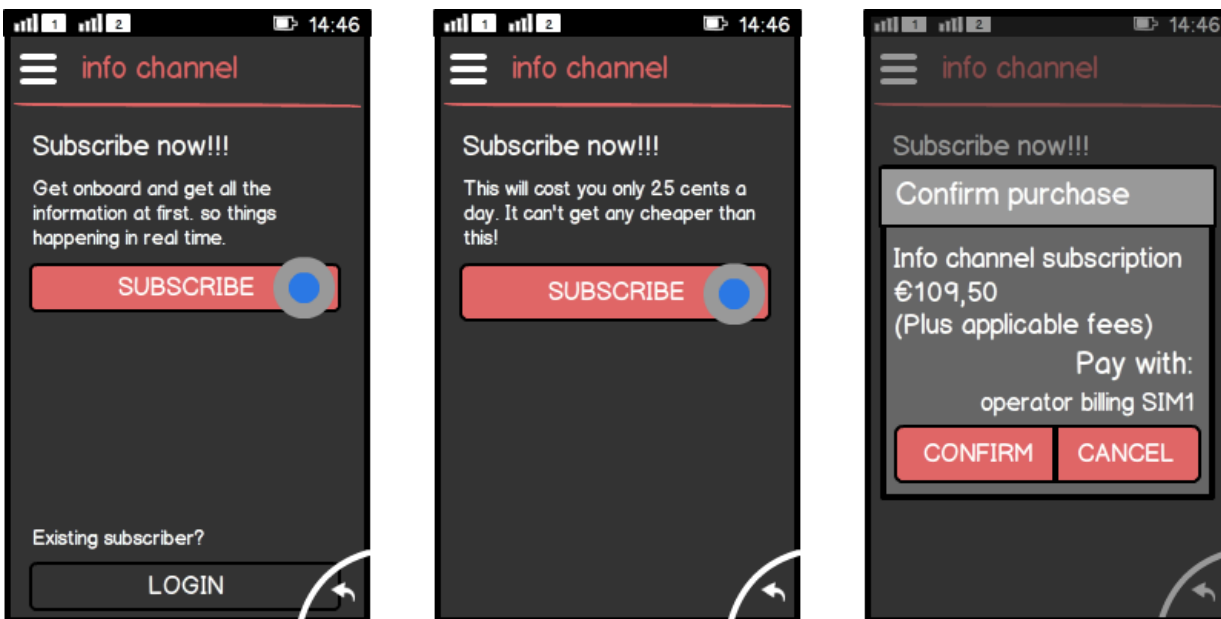 1 2 14:46
info channel
Subscribe now!!!
Get onboard and get all the
information at first. so things
happening in real time.
SUBSCRIBE
Existing subscriber?
LOGIN
1 2 14:46
info channel
Subscribe now!!!
This will cost you only 25 cents a
day. It can't get any cheaper than
this!
SUBSCRIBE
1 2 14:46
info channel
Subscribe now!!!
Confirm purchase
Info channel subscription
€109,50
(Plus applicable fees)
Pay with:
operator billing SIM1
CONFIRM CANCEL